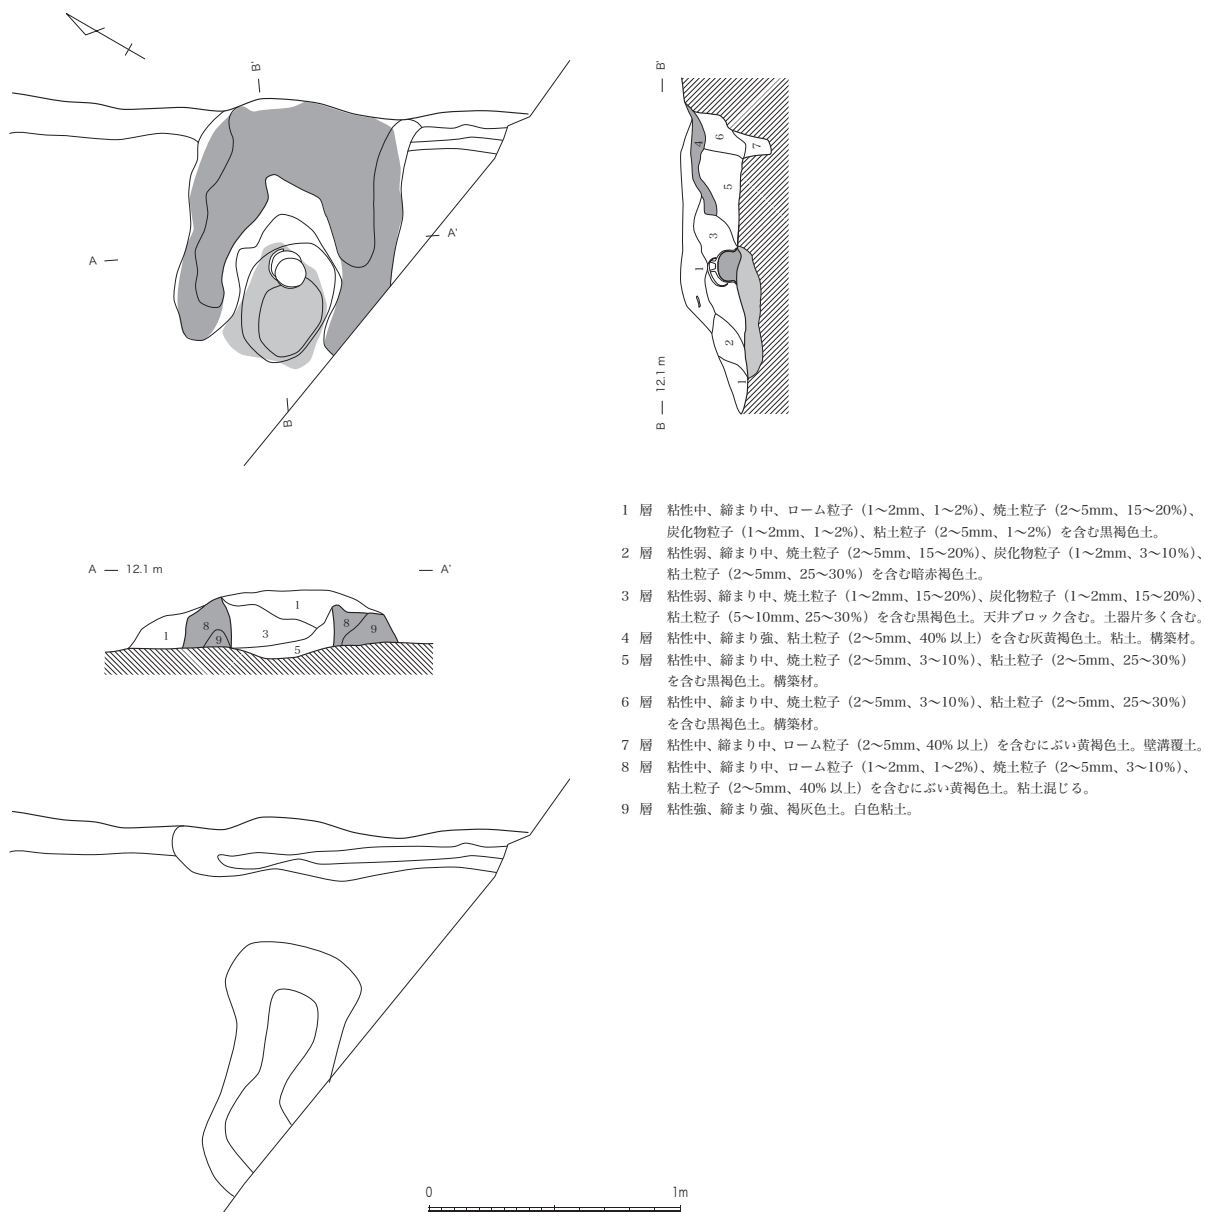 B'
A
A'
B
B'
6
4
7
5
3
1
2
1
B — 12.1 m
A — 12.1 m
A'
1
8
9
3
1
5
8
9
1 層 粘性中、締まり中、ローム粒子（1〜2mm、1〜2%）、焼土粒子（2〜5mm、15〜20%）、
炭化物粒子（1〜2mm、1〜2%）、粘土粒子（2〜5mm、1〜2%）を含む黒褐色土。
2 層 粘性弱、締まり中、焼土粒子（2〜5mm、15〜20%）、炭化物粒子（1〜2mm、3〜10%）、
粘土粒子（2〜5mm、25〜30%）を含む暗赤褐色土。
3 層 粘性弱、締まり中、焼土粒子（1〜2mm、15〜20%）、炭化物粒子（1〜2mm、15〜20%）、
粘土粒子（5〜10mm、25〜30%）を含む黒褐色土。天井ブロック含む。土器片多く含む。
4 層 粘性中、締まり強、粘土粒子（2〜5mm、40% 以上）を含む灰黄褐色土。粘土。構築材。
5 層 粘性中、締まり中、焼土粒子（2〜5mm、3〜10%）、粘土粒子（2〜5mm、25〜30%）
を含む黒褐色土。構築材。
6 層 粘性中、締まり中、焼土粒子（2〜5mm、3〜10%）、粘土粒子（2〜5mm、25〜30%）
を含む黒褐色土。構築材。
7 層 粘性中、締まり中、ローム粒子（2〜5mm、40% 以上）を含むにぶい黄褐色土。壁溝覆土。
8 層 粘性中、締まり中、ローム粒子（1〜2mm、1〜2%）、焼土粒子（2〜5mm、3〜10%）、
粘土粒子（2〜5mm、40% 以上）を含むにぶい黄褐色土。粘土混じる。
9 層 粘性強、締まり強、褐灰色土。白色粘土。
0 1m